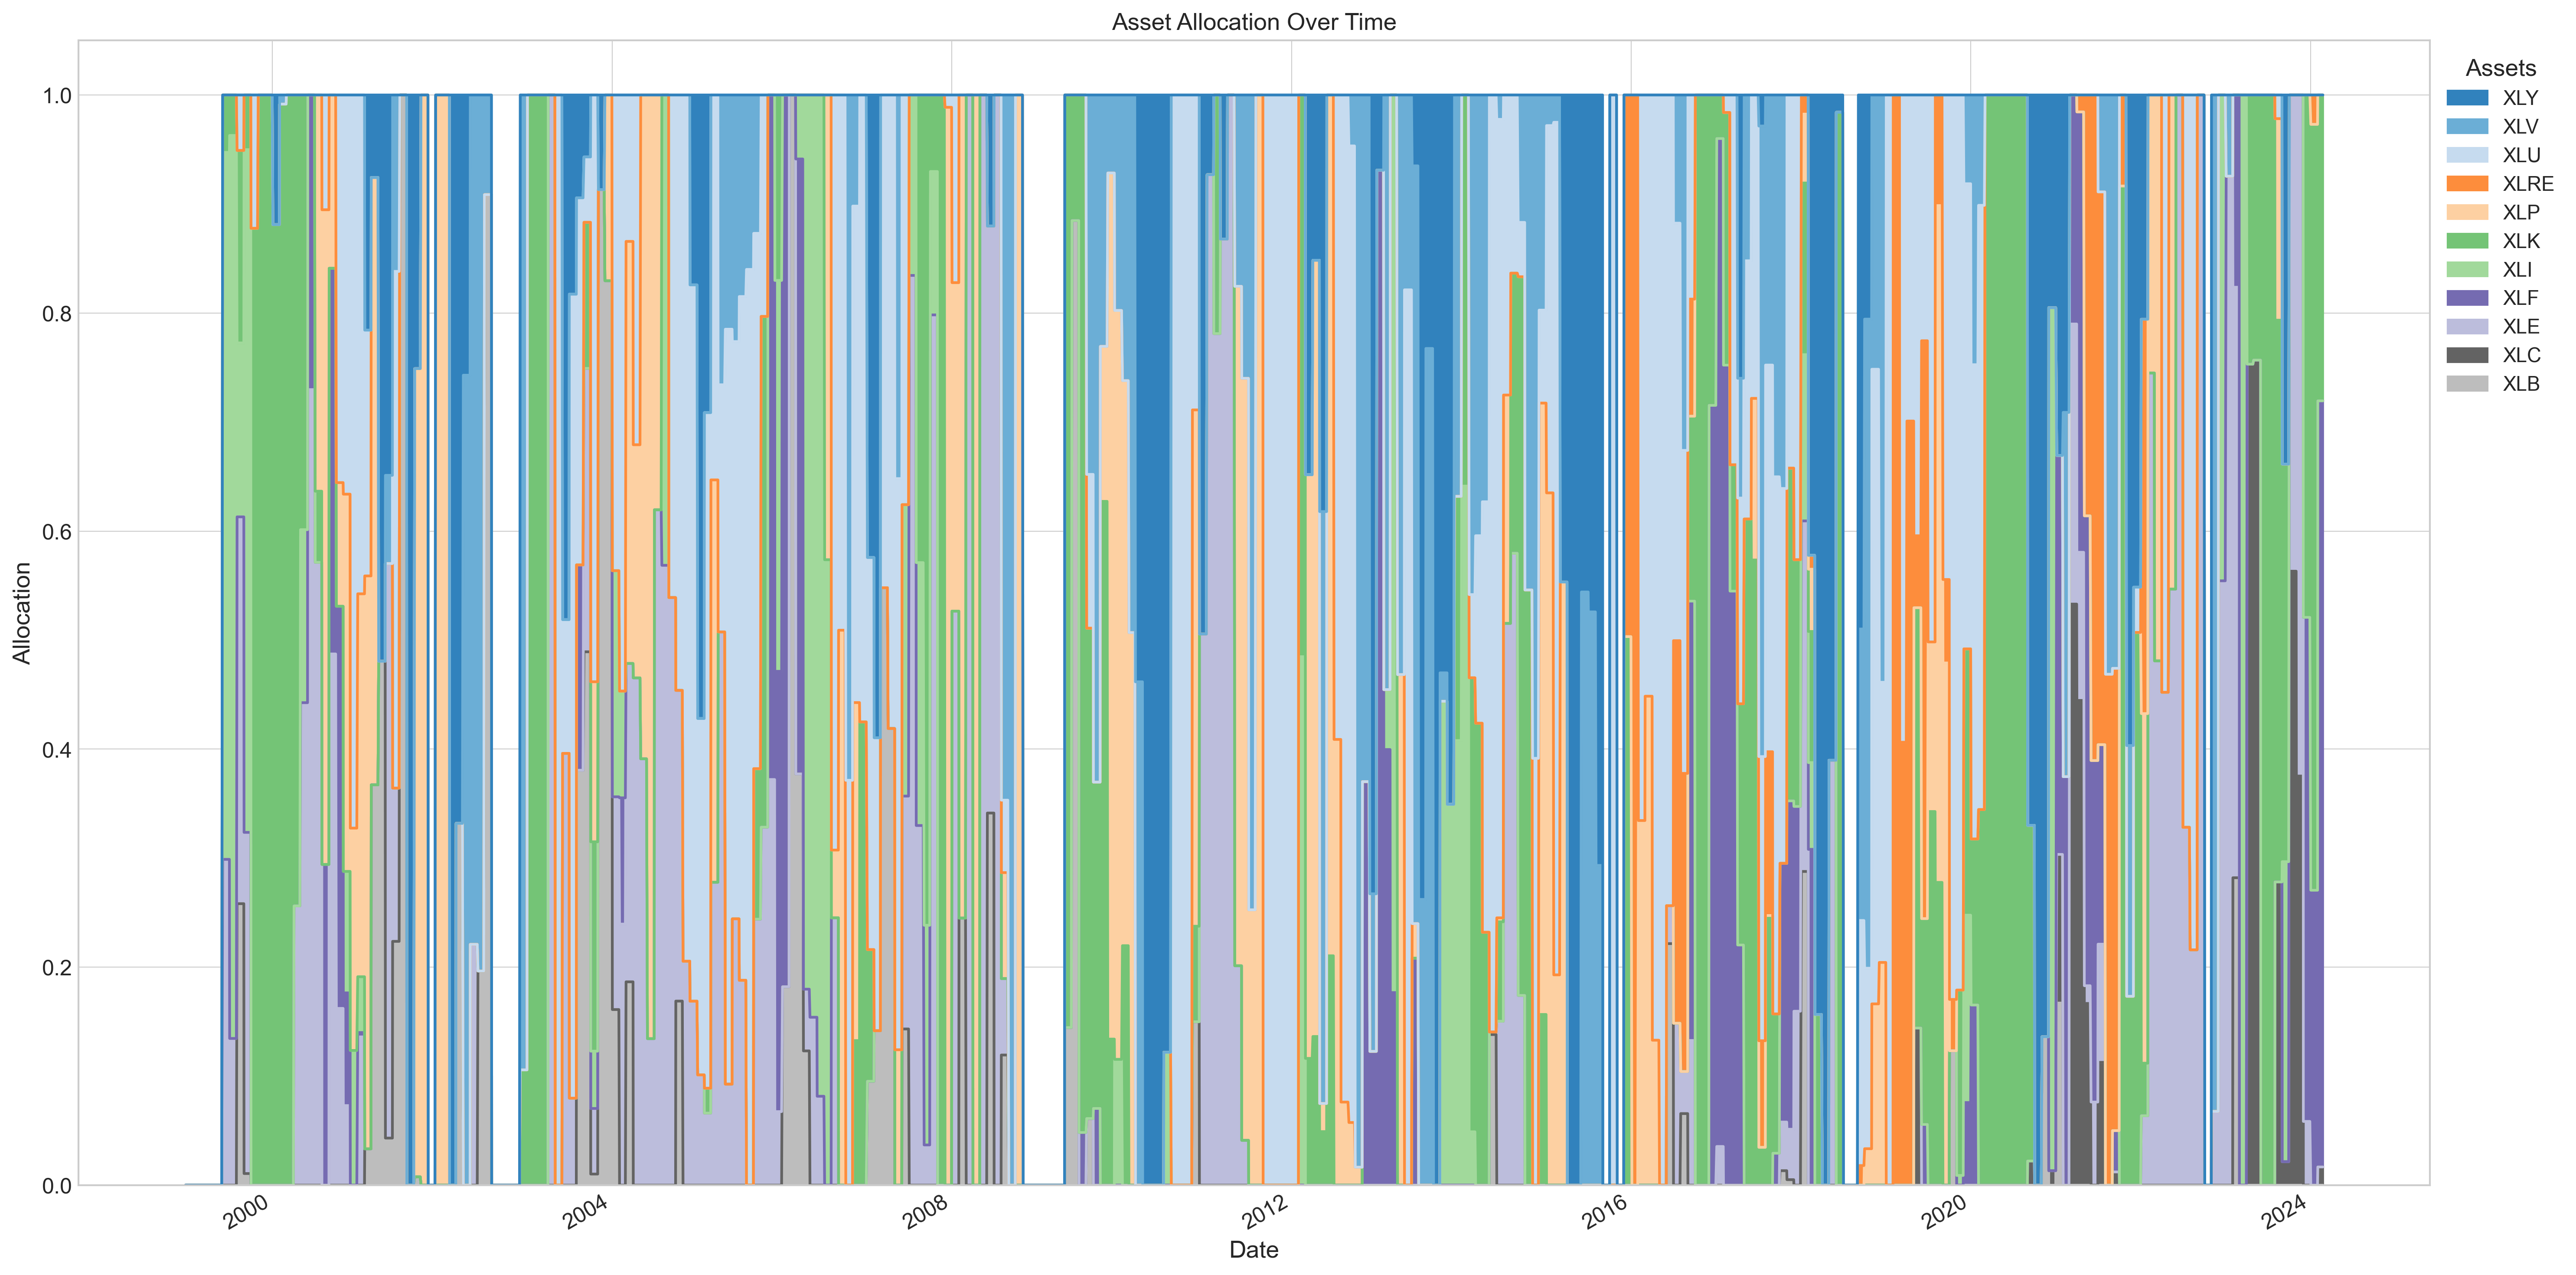 Asset Allocation Over Time
Assets
XLY
XLV
XLU
XLRE
XLP
XLK
XLI
XLF
XLE
XLC
XLB
Allocation
1.0
0.8
0.6
0.4
0.2
0.0
2000
2004
2008
2012
2016
2020
2024
Date